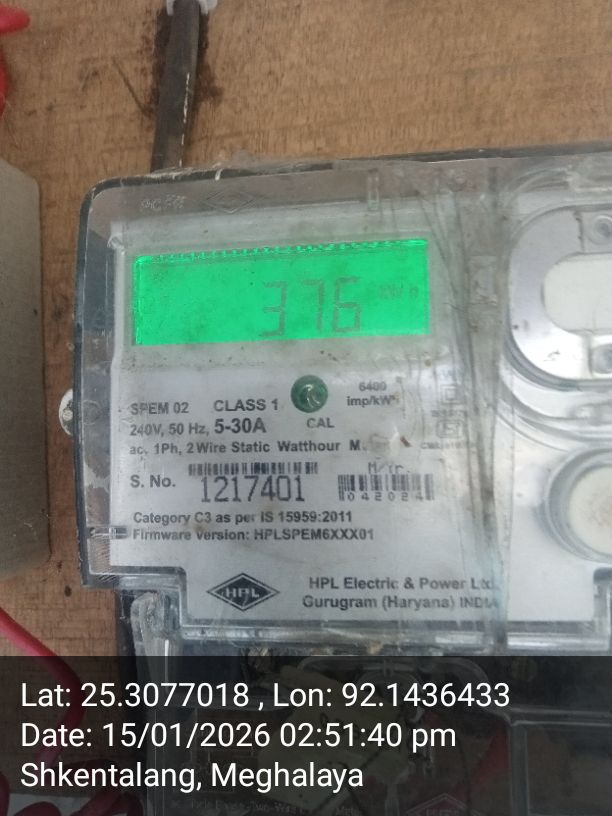 376 kWh
6400
imp/kWh
SPEM 02 CLASS 1
CAL
240V, 50 Hz, 5-30A
ac, 1Ph, 2 Wire Static Watthour
S. No. 1217401
M/Yr.
042024
Category C3 as per IS 15959:2011
Firmware Version: HPLSPEM6XXX01
HPL
HPL Electric & Power Ltd
Gurugram (Haryana) INDIA
Lat: 25.3077018 , Lon: 92.1436433
Date: 15/01/2026 02:51:40 pm
Shkentalang, Meghalaya